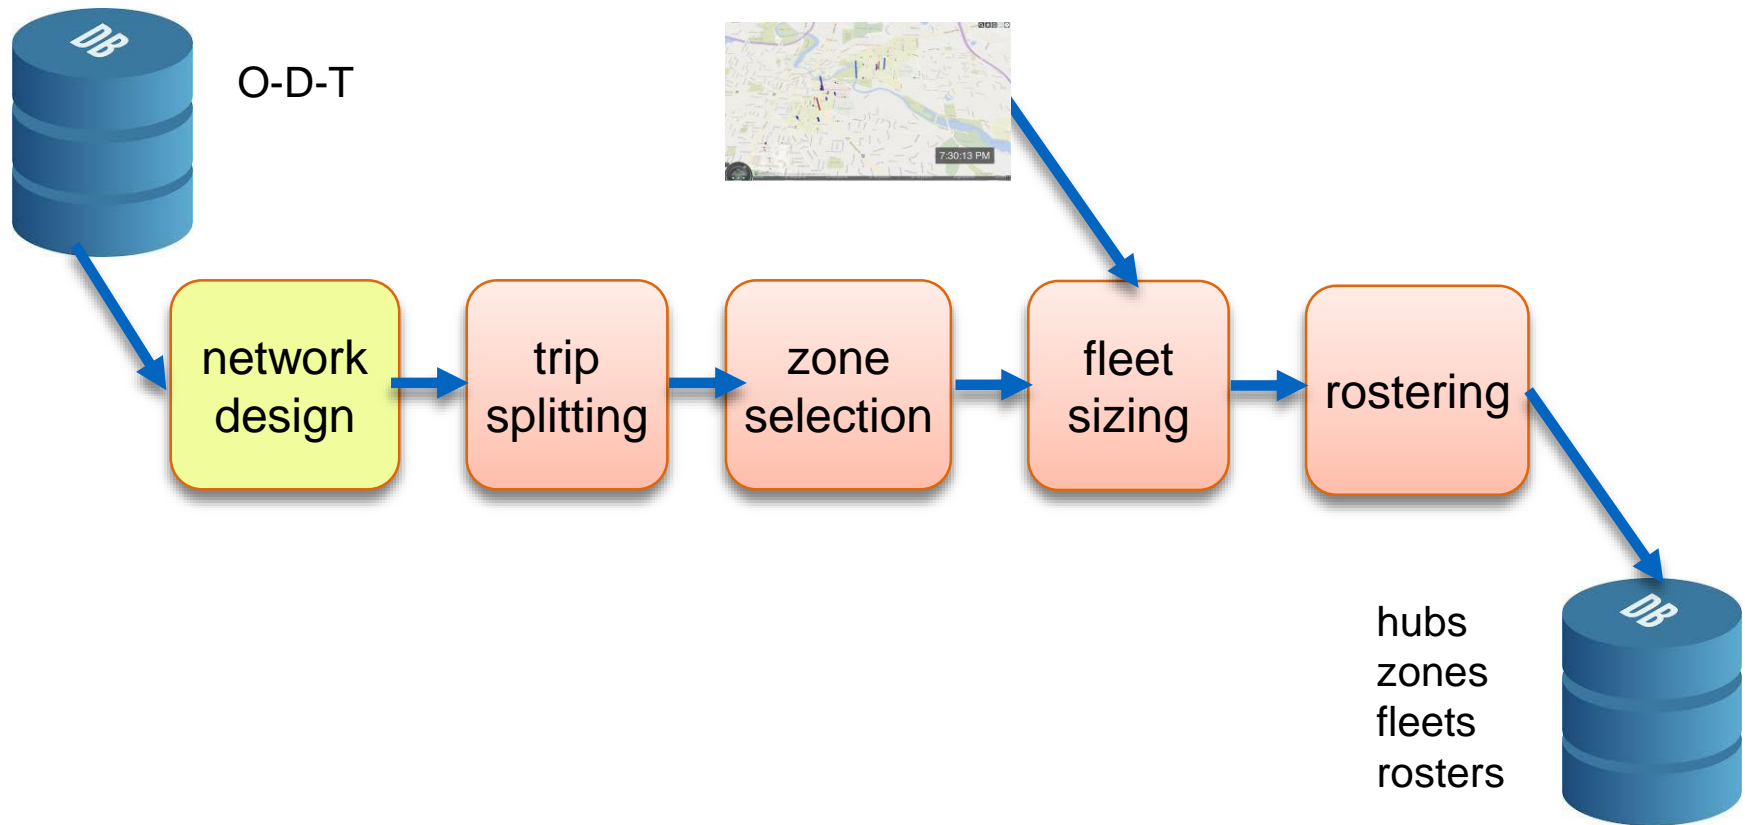 DB
O-D-T
7:30:13 PM
network
design
trip
splitting
zone
selection
fleet
sizing
rostering
hubs
zones
fleets
rosters
DB